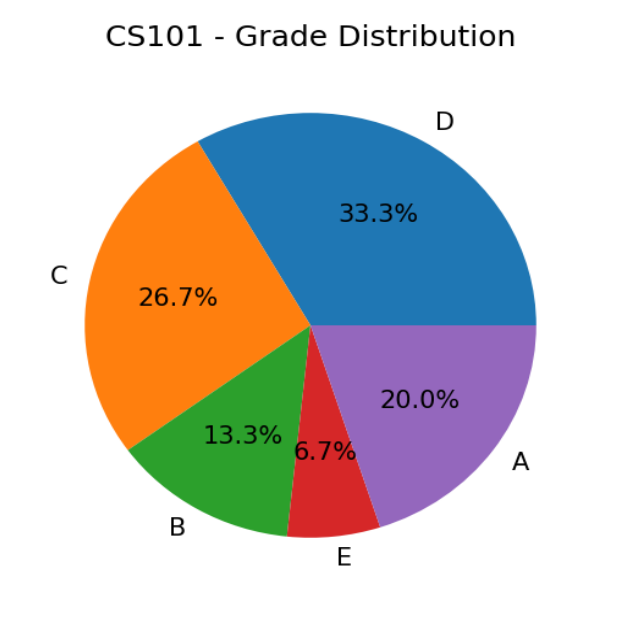 CS101 - Grade Distribution
D
33.3%
C
26.7%
20.0%
13.3%
6.7%
A
B
E